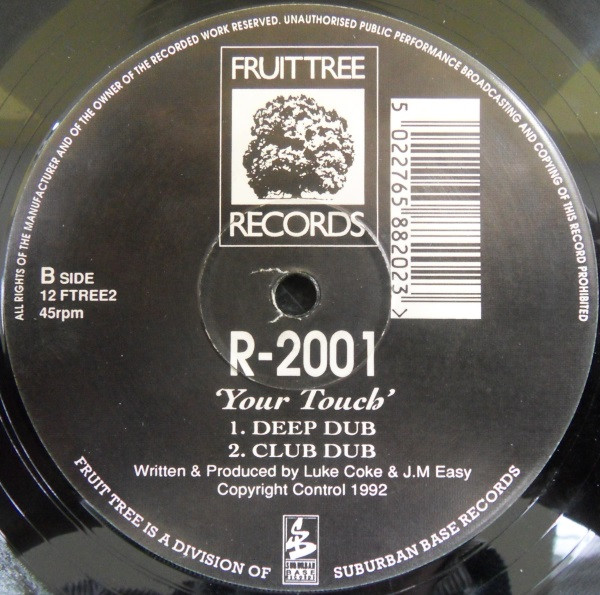 ALL RIGHTS OF THE MANUFACTURER AND OF THE OWNER OF THE RECORDED WORK RESERVED. UNAUTHORISED PUBLIC PERFORMANCE BROADCASTING AND COPYING OF THIS RECORD PROHIBITED
FRUITTREE
RECORDS
5 022765 882023 >
B SIDE
12 FTREE2
45rpm
R-2001
'Your Touch'
1. DEEP DUB
2. CLUB DUB
Written & Produced by Luke Coke & J.M Easy
Copyright Control 1992
FRUIT TREE IS A DIVISION OF SUBURBAN BASE RECORDS
SUBURBAN
BASE
RECORDS